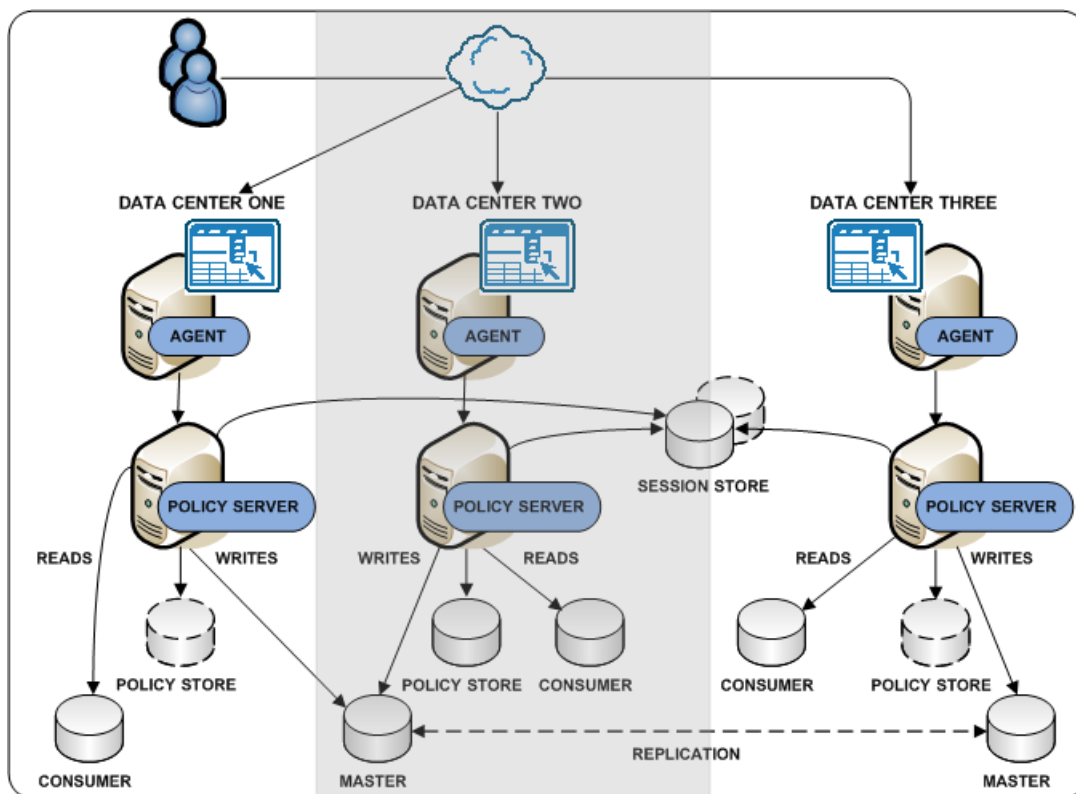 DATA CENTER ONE
DATA CENTER TWO
DATA CENTER THREE
AGENT
AGENT
AGENT
SESSION STORE
POLICY SERVER
POLICY SERVER
POLICY SERVER
READS
WRITES
WRITES
READS
READS
WRITES
POLICY STORE
POLICY STORE
CONSUMER
CONSUMER
POLICY STORE
REPLICATION
CONSUMER
MASTER
MASTER